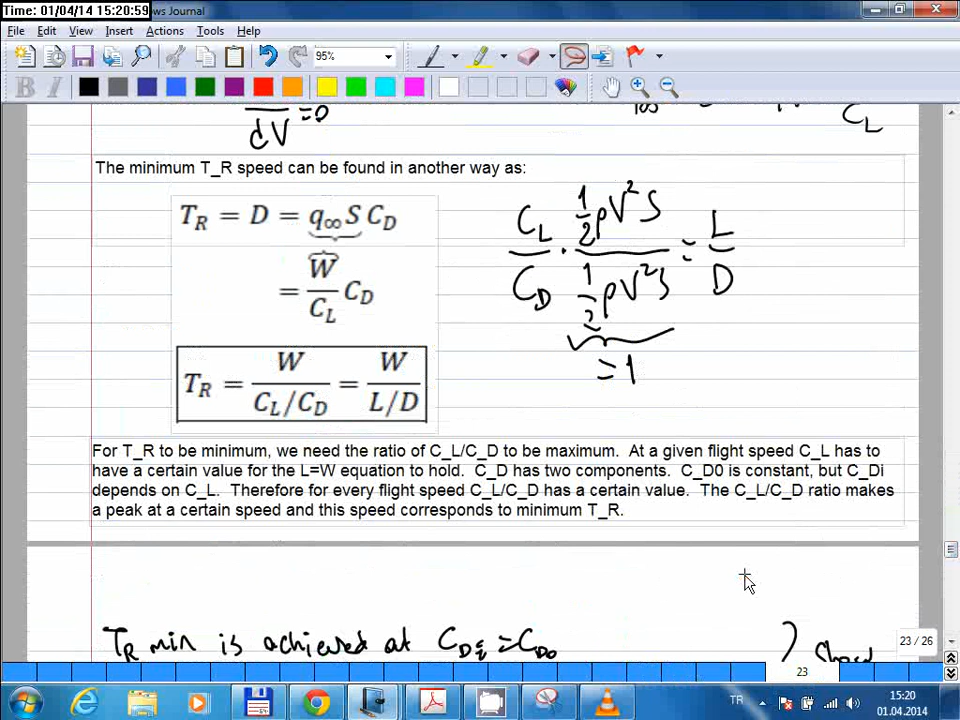 Time: 01/04/14 15:20:59 ows Journal
File Edit View Insert Actions Tools Help
95%
B I
dV =0
C_L
The minimum T_R speed can be found in another way as:
T_R = D = q_∞ S C_D
= W/C_L C_D
T_R = W/(C_L/C_D) = W/(L/D)
C_L/C_D · (1/2 ρV²S)/(1/2 ρV²S) = L/D
=1
For T_R to be minimum, we need the ratio of C_L/C_D to be maximum. At a given flight speed C_L has to
have a certain value for the L=W equation to hold. C_D has two components. C_D0 is constant, but C_Di
depends on C_L. Therefore for every flight speed C_L/C_D has a certain value. The C_L/C_D ratio makes
a peak at a certain speed and this speed corresponds to minimum T_R.
T_R min is achieved at C_Di = C_D0
23 / 26
23
TR
15:20
01.04.2014